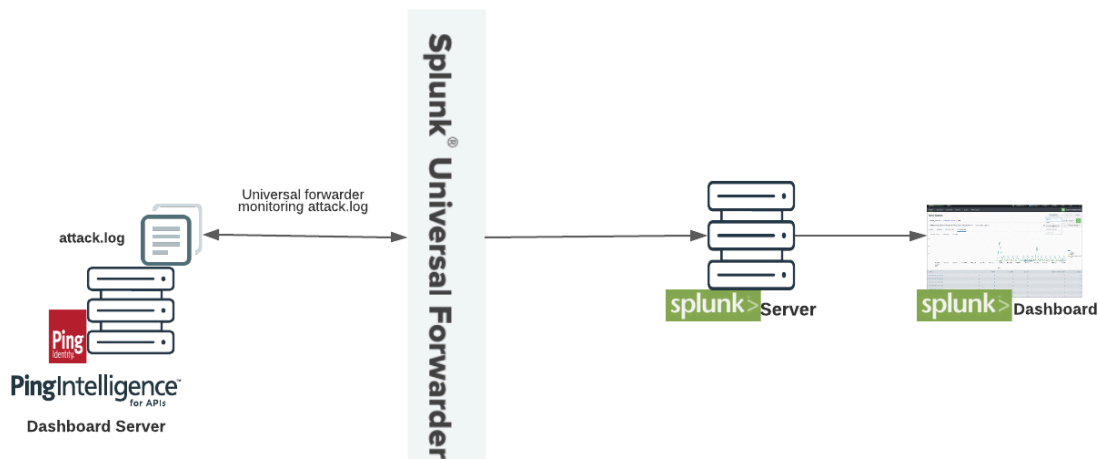 Splunk® Universal Forwarder
Universal forwarder
monitoring attack.log
attack.log
Ping
Identity.
PingIntelligence™
for APIs
Dashboard Server
splunk>
Server
splunk>
Dashboard